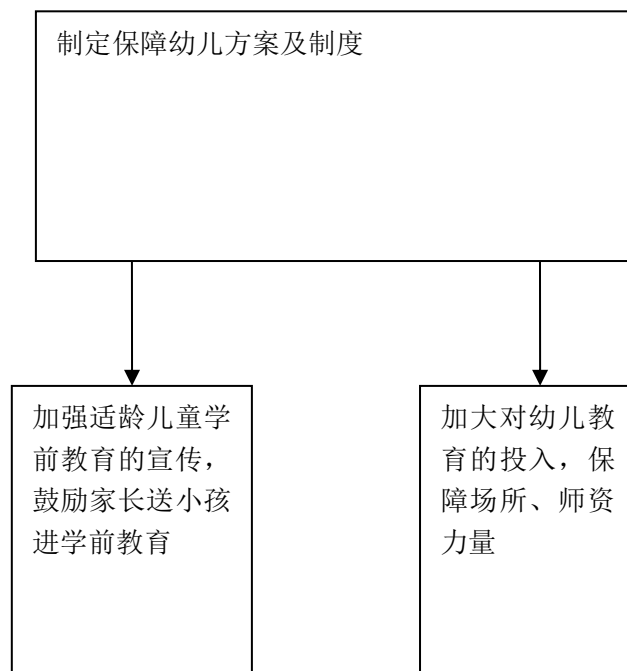 制定保障幼儿方案及制度
加强适龄儿童学
前教育的宣传，
鼓励家长送小孩
进学前教育
加大对幼儿教
育的投入，保
障场所、师资
力量